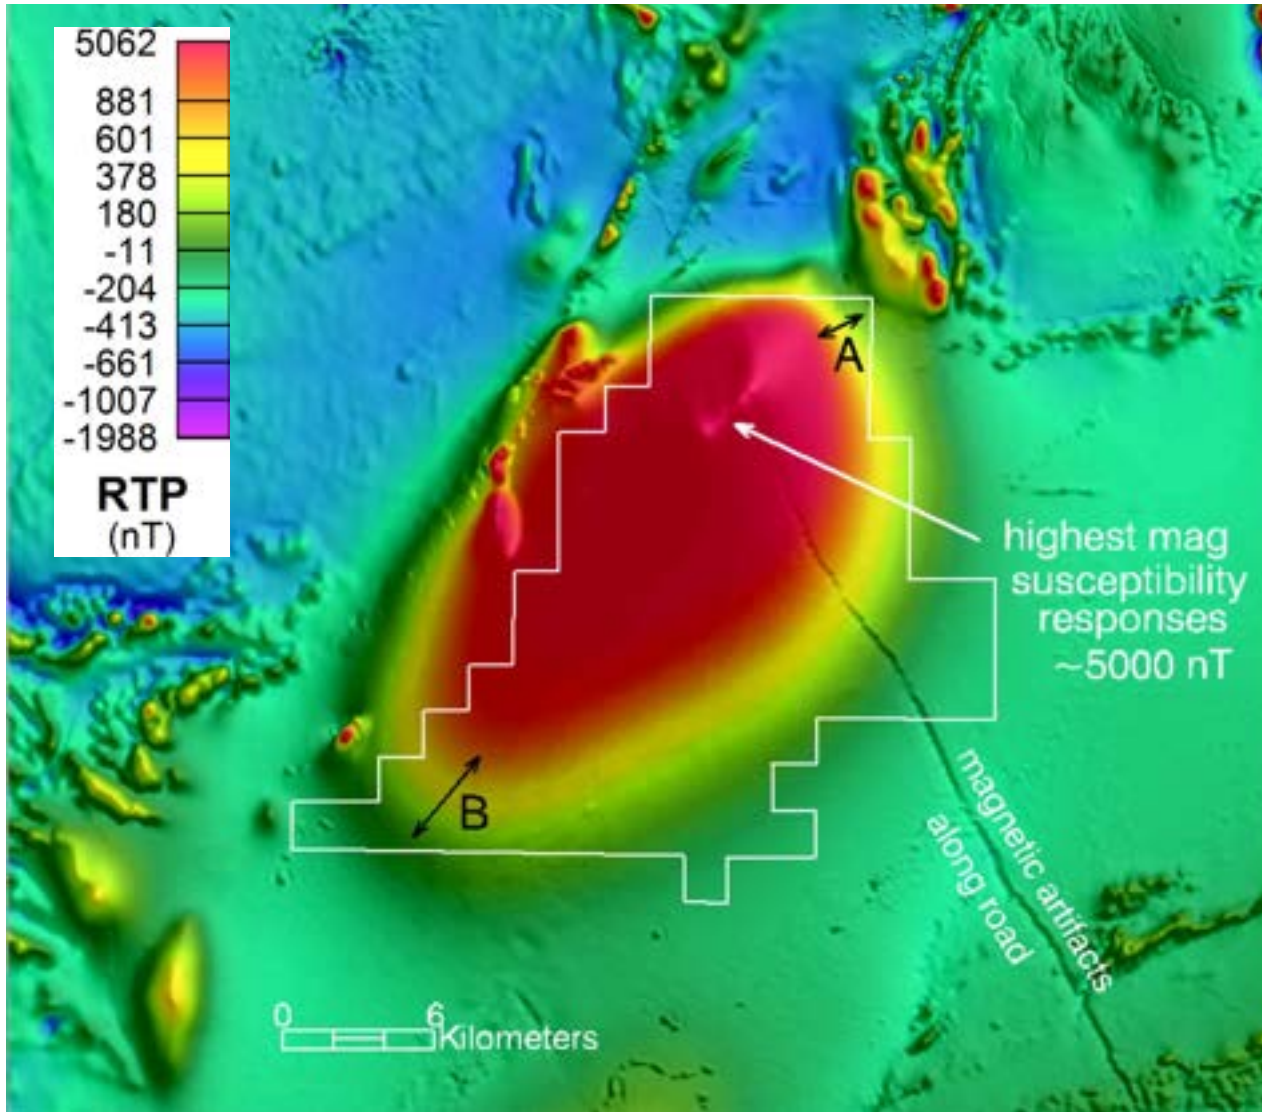 5062
881
601
378
180
-11
-204
-413
-661
-1007
-1988
RTP
(nT)
A
highest mag
susceptibility
responses
~5000 nT
B
magnetic artifacts
along road
0 6
Kilometers